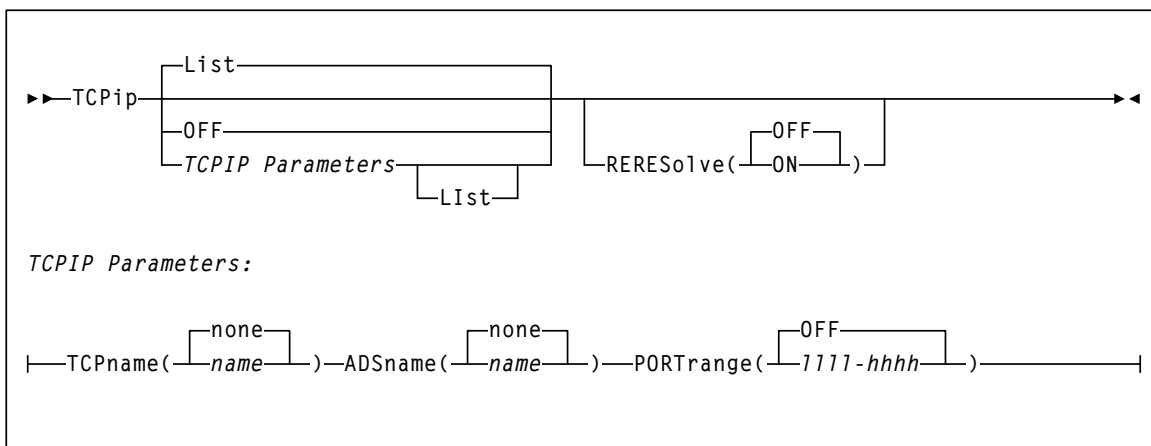 List
TCPip
OFF
OFF
RERESolve( ON )
TCPIP Parameters
LIst
TCPIP Parameters:
none none OFF
TCPname( name ) ADSname( name ) PORTrange( llll-hhhh )